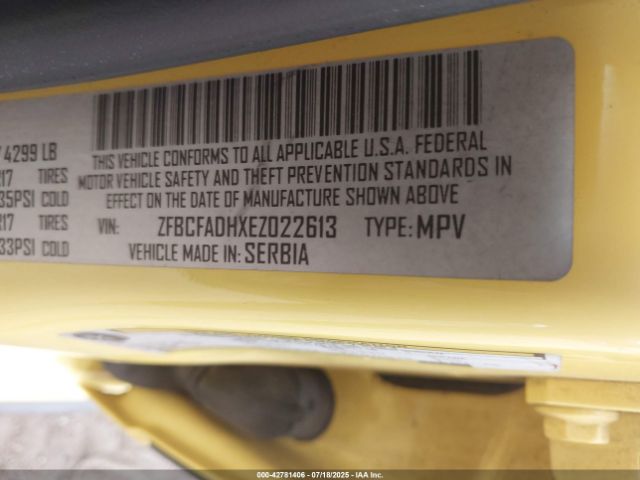 4299 LB
R17 TIRES
35PSI COLD
R17 TIRES
33PSI COLD
THIS VEHICLE CONFORMS TO ALL APPLICABLE U.S.A. FEDERAL
MOTOR VEHICLE SAFETY AND THEFT PREVENTION STANDARDS IN
EFFECT ON THE DATE OF MANUFACTURE SHOWN ABOVE
VIN: ZFBCFADHXEZ022613 TYPE: MPV
VEHICLE MADE IN: SERBIA
000-42781406 | 07/18/2025 | IAA Inc.